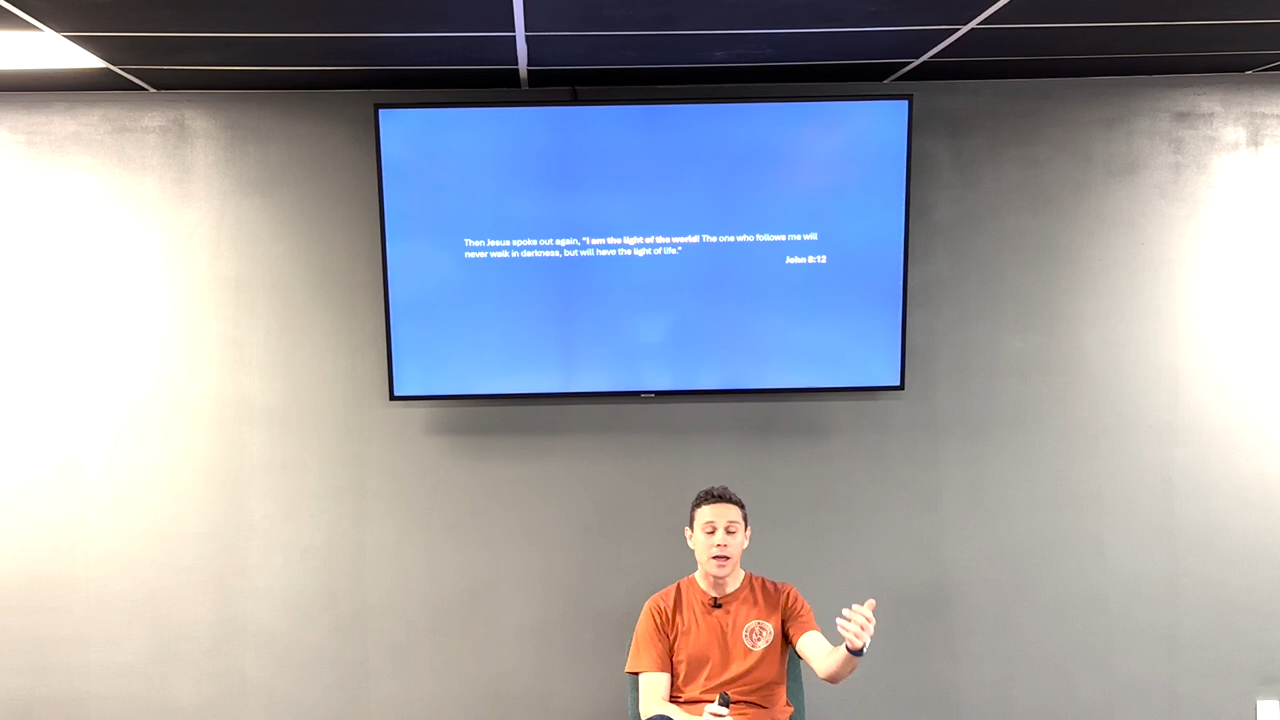 Then Jesus spoke out again, “I am the light of the world! The one who follows me will
never walk in darkness, but will have the light of life.”
John 8:12